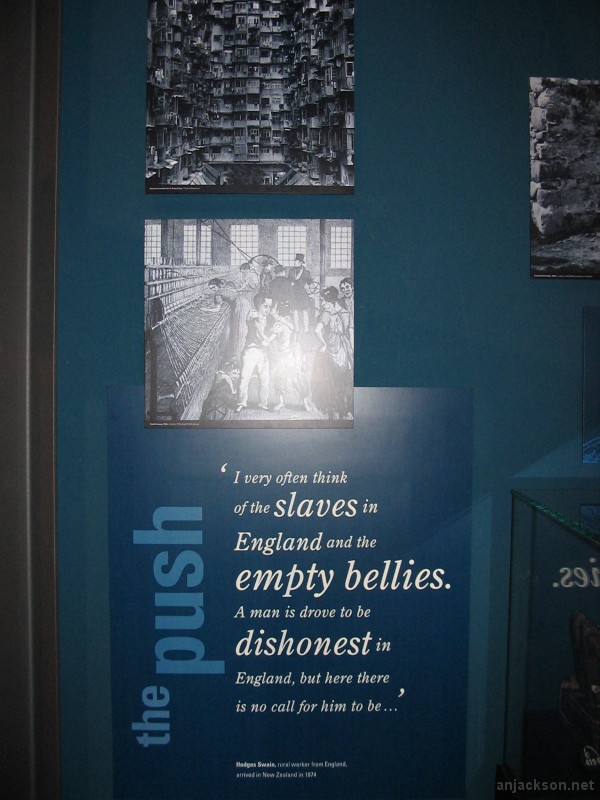 the push
‘I very often think
of the slaves in
England and the
empty bellies.
A man is drove to be
dishonest in
England, but here there
is no call for him to be...’
Hodges Swain, rural worker from England,
arrived in New Zealand in 1874
anjackson.net